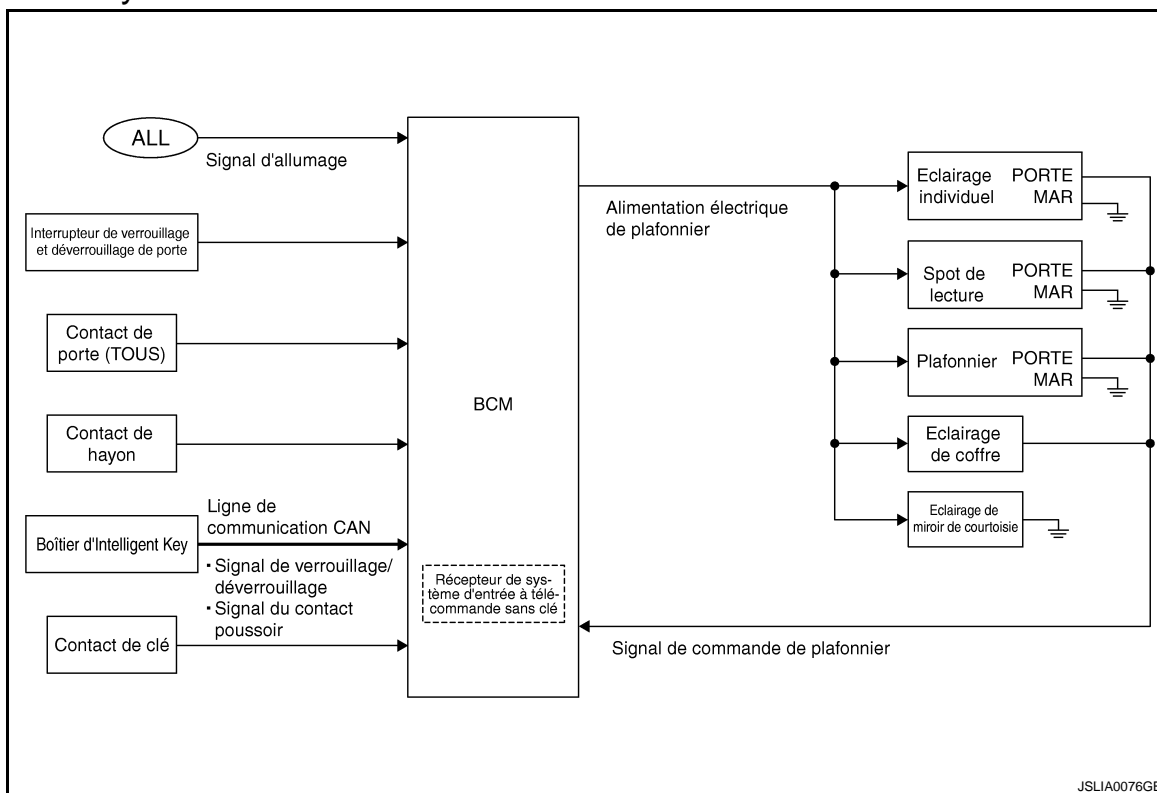 ALL
Signal d'allumage
Interrupteur de verrouillage
et déverrouillage de porte
Contact de
porte (TOUS)
Contact de
hayon
Ligne de
communication CAN
Boîtier d'Intelligent Key
▪ Signal de verrouillage/
déverrouillage
▪ Signal du contact
poussoir
Contact de clé
BCM
Récepteur de sys-
tème d'entrée à télé-
commande sans clé
Alimentation électrique
de plafonnier
Eclairage
individuel
PORTE
MAR
Spot de
lecture
PORTE
MAR
Plafonnier
PORTE
MAR
Eclairage
de coffre
Eclairage de
miroir de courtoisie
Signal de commande de plafonnier